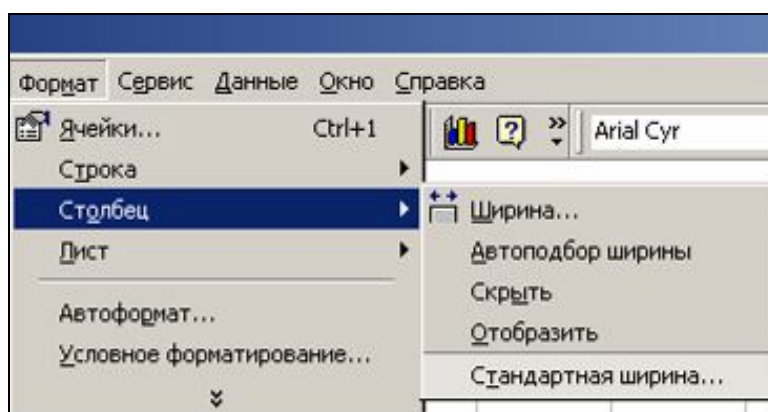 Формат Сервис Данные Окно Справка
Ячейки... Ctrl+1
Arial Cyr
Строка
Столбец
Лист
Автоформат...
Условное форматирование...
Ширина...
Автоподбор ширины
Скрыть
Отобразить
Стандартная ширина...